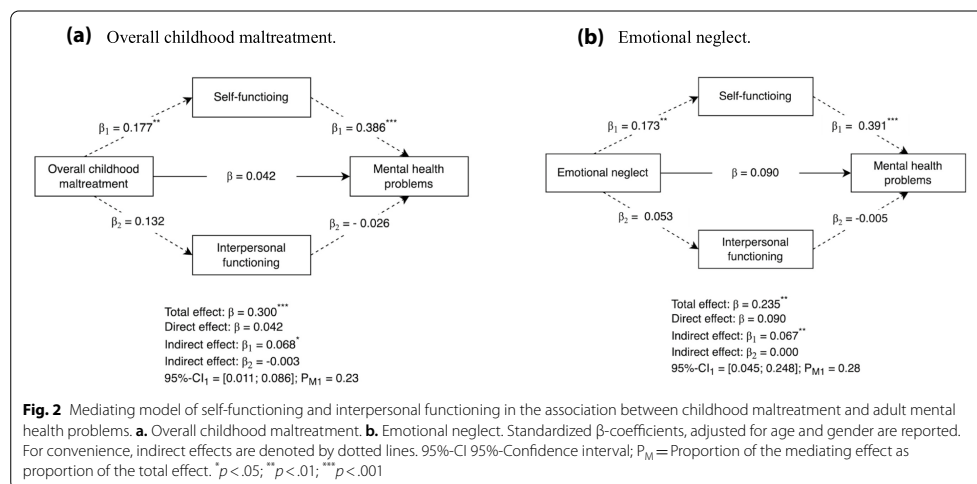 (a) Overall childhood maltreatment.
Self-functioing
β1 = 0.177**
β1 = 0.386***
Overall childhood
maltreatment
β = 0.042
Mental health
problems
β2 = 0.132
β2 = - 0.026
Interpersonal
functioning
Total effect: β = 0.300***
Direct effect: β = 0.042
Indirect effect: β1 = 0.068*
Indirect effect: β2 = -0.003
95%-CI1 = [0.011; 0.086]; PM1 = 0.23
(b) Emotional neglect.
Self-functioing
β1 = 0.173**
β1 = 0.391***
Emotional neglect
β = 0.090
Mental health
problems
β2 = 0.053
β2 = -0.005
Interpersonal
functioning
Total effect: β = 0.235**
Direct effect: β = 0.090
Indirect effect: β1 = 0.067**
Indirect effect: β2 = 0.000
95%-CI1 = [0.045; 0.248]; PM1 = 0.28
Fig. 2 Mediating model of self-functioning and interpersonal functioning in the association between childhood maltreatment and adult mental
health problems. a. Overall childhood maltreatment. b. Emotional neglect. Standardized β-coefficients, adjusted for age and gender are reported.
For convenience, indirect effects are denoted by dotted lines. 95%-CI 95%-Confidence interval; PM = Proportion of the mediating effect as
proportion of the total effect. *p < .05; **p < .01; ***p < .001